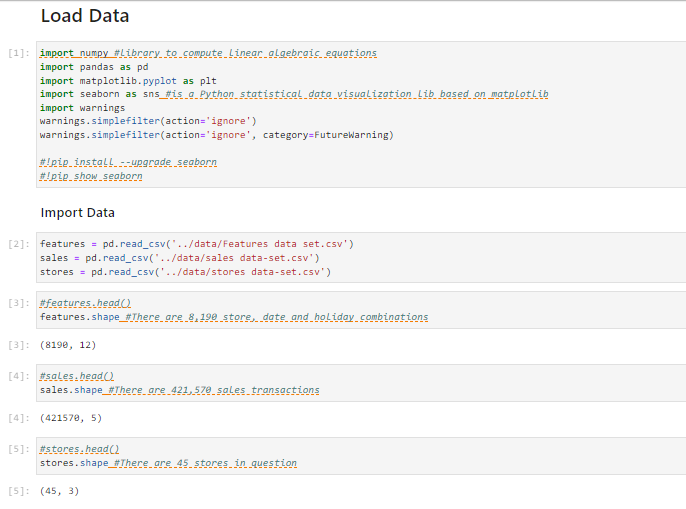 Load Data
[1]: import numpy #library to compute linear algebraic equations
import pandas as pd
import matplotlib.pyplot as plt
import seaborn as sns #is a Python statistical data visualization lib based on matplotlib
import warnings
warnings.simplefilter(action='ignore')
warnings.simplefilter(action='ignore', category=FutureWarning)
#!pip install --upgrade seaborn
#!pip show seaborn
Import Data
[2]: features = pd.read_csv('../data/Features data set.csv')
sales = pd.read_csv('../data/sales data-set.csv')
stores = pd.read_csv('../data/stores data-set.csv')
[3]: #features.head()
features.shape #There are 8,190 store, date and holiday combinations
[3]: (8190, 12)
[4]: #sales.head()
sales.shape #There are 421,570 sales transactions
[4]: (421570, 5)
[5]: #stores.head()
stores.shape #There are 45 stores in question
[5]: (45, 3)